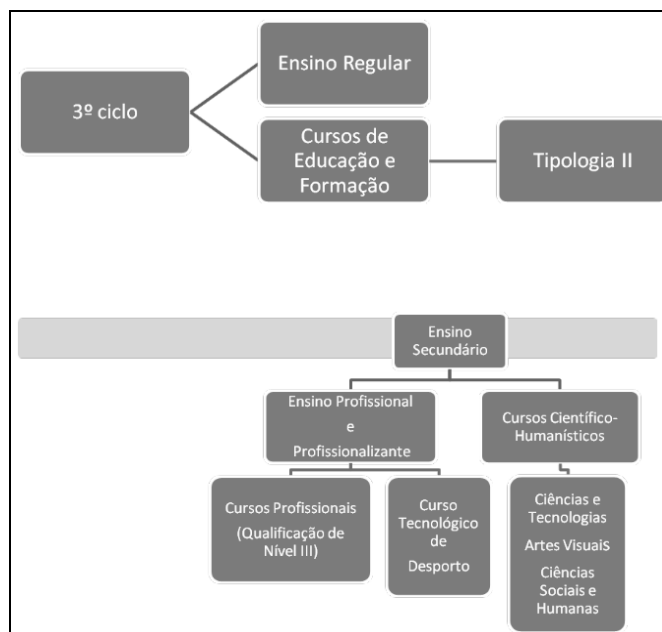 Ensino Regular
3º ciclo
Cursos de
Educação e
Formação
Tipologia II
Ensino
Secundário
Ensino Profissional
e
Profissionalizante
Cursos Científico-
Humanísticos
Cursos Profissionais
(Qualificação de
Nível III)
Curso
Tecnológico
de
Desporto
Ciências e
Tecnologias
Artes Visuais
Ciências
Sociais e
Humanas